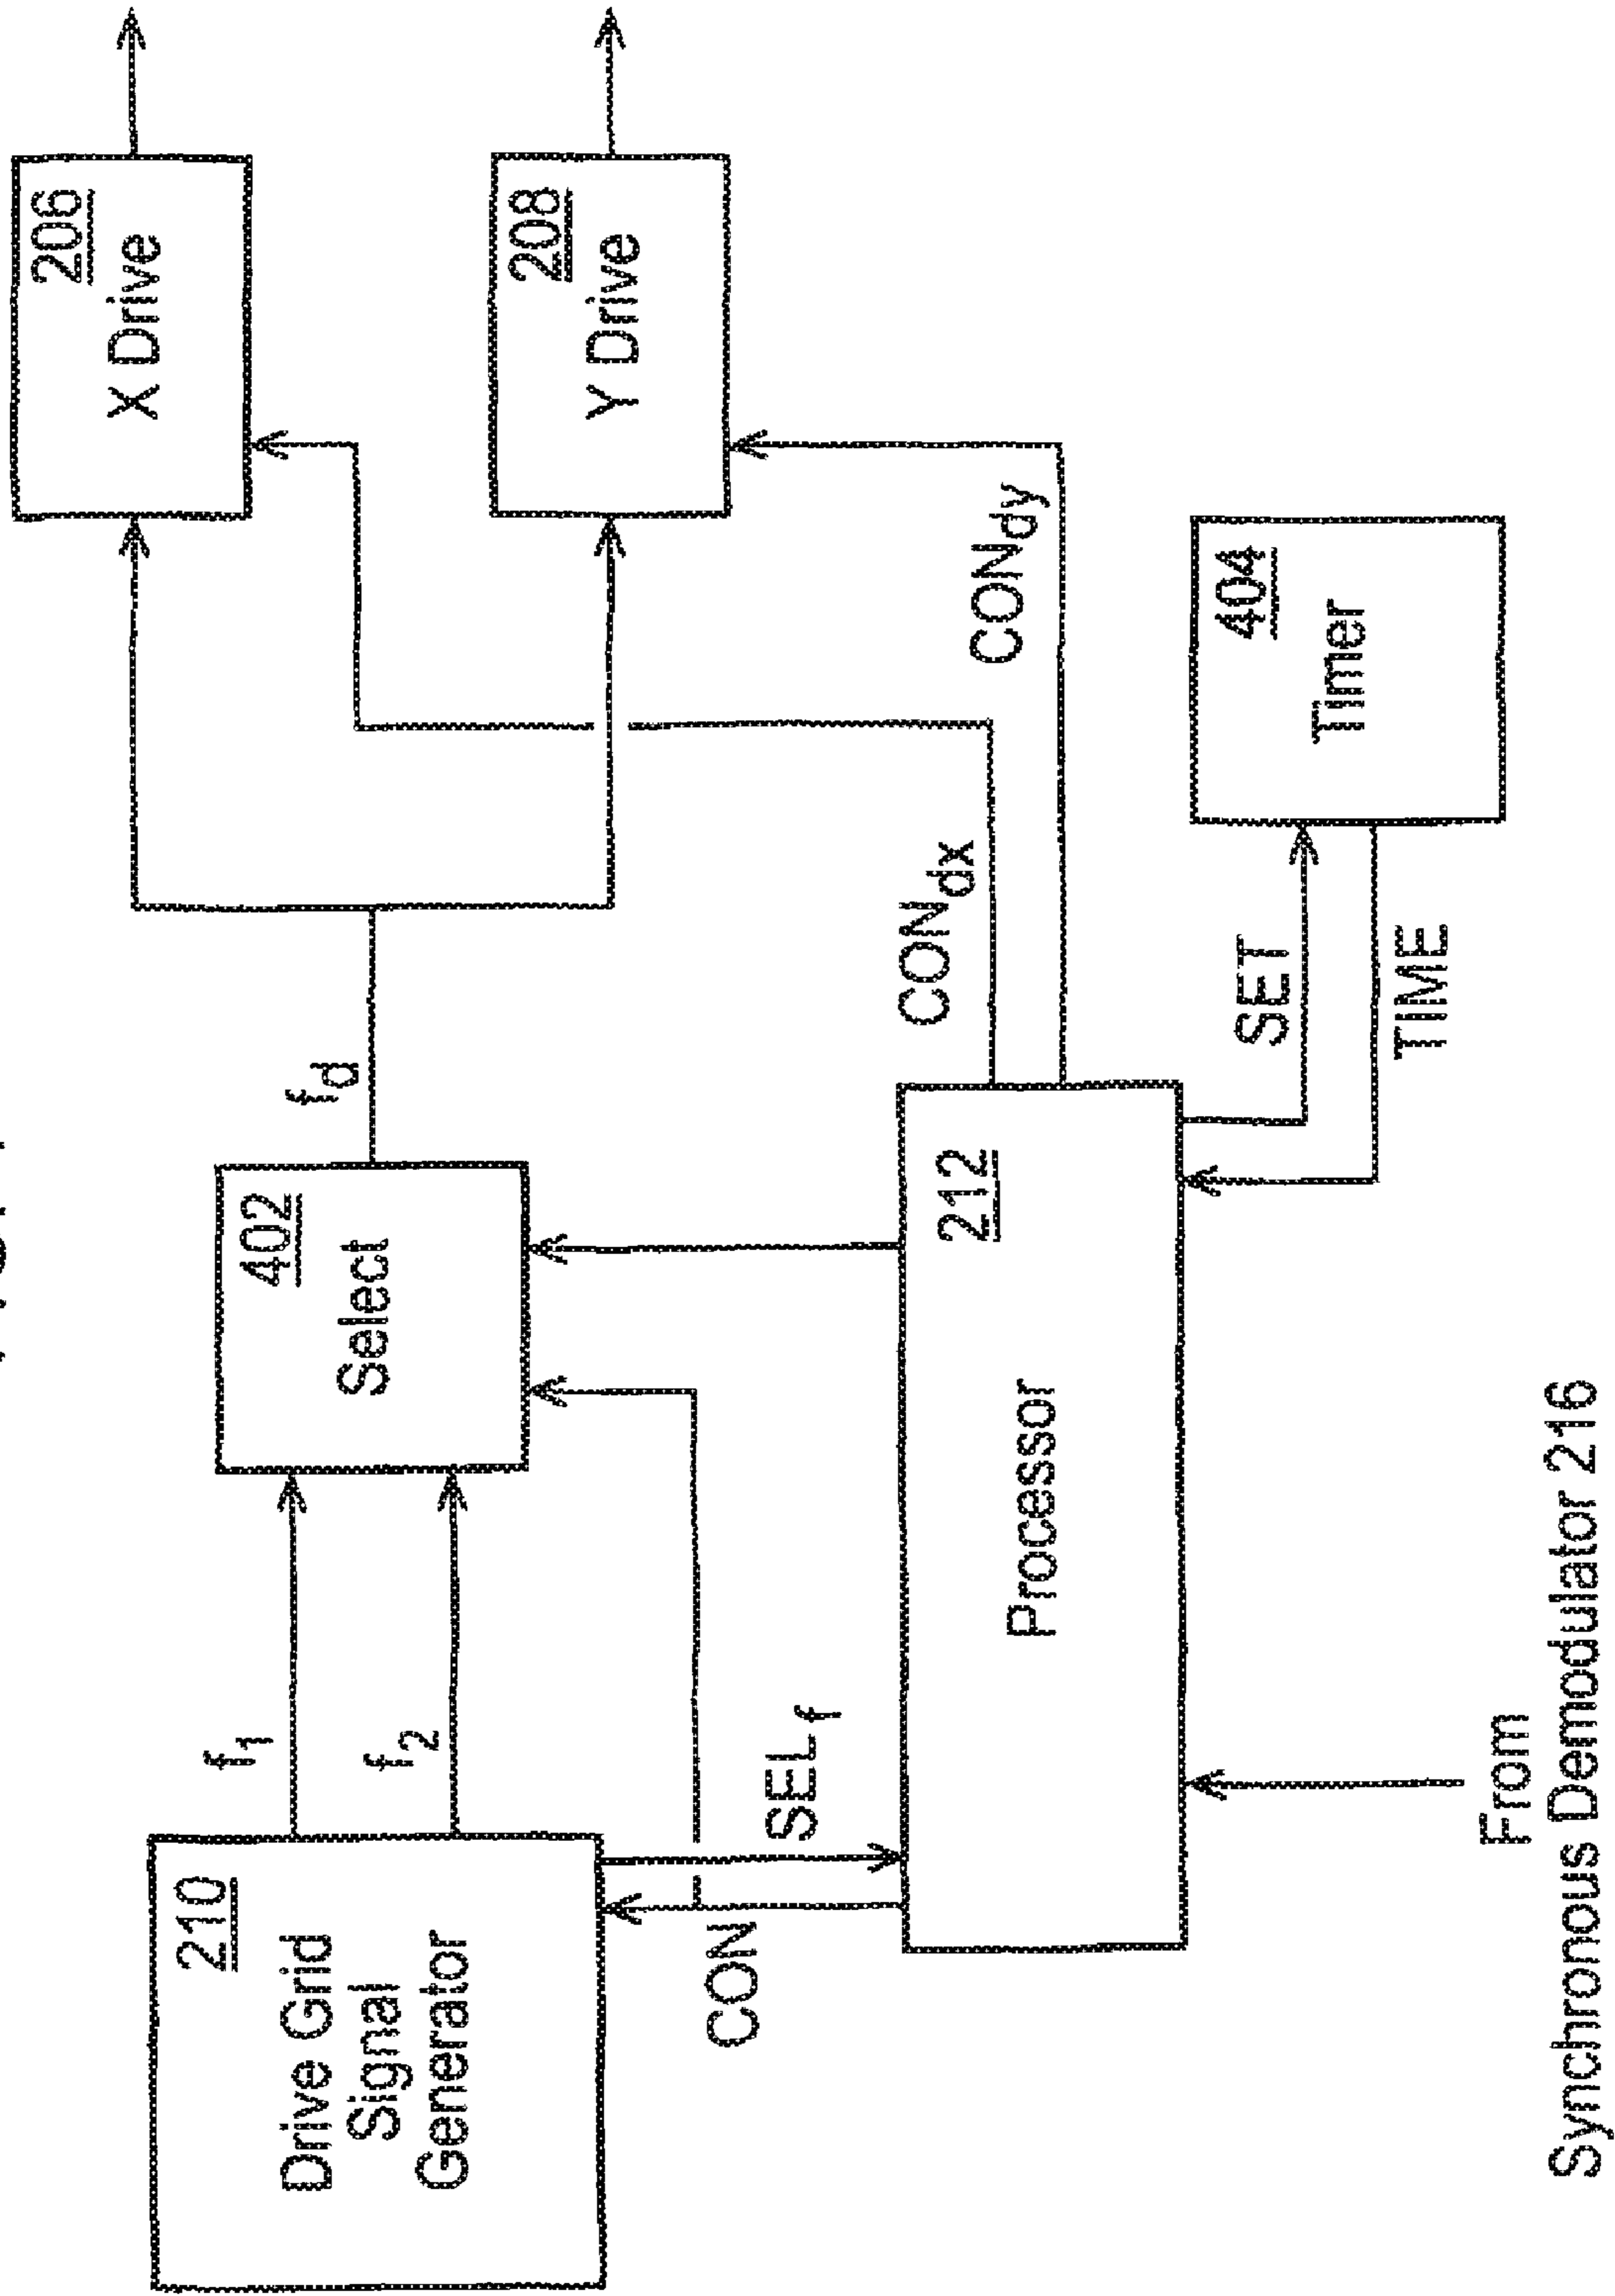 210
Drive Grid
Signal
Generator
f1
f2
402
Select
fd
206
X Drive
208
Y Drive
CON
SELf
212
Processor
CONdx
CONdy
SET
TIME
404
Timer
From
Synchronous Demodulator 216